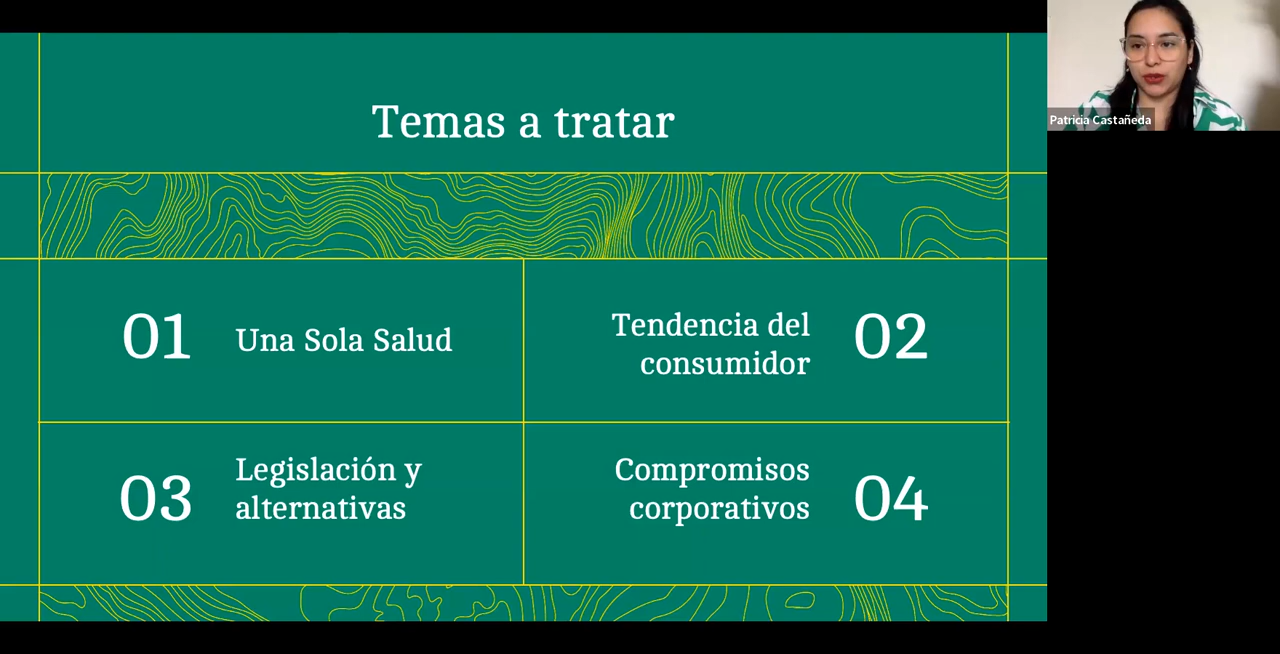 Temas a tratar
01
Una Sola Salud
Tendencia del
consumidor
02
03
Legislación y
alternativas
Compromisos
corporativos
04
Patricia Castañeda